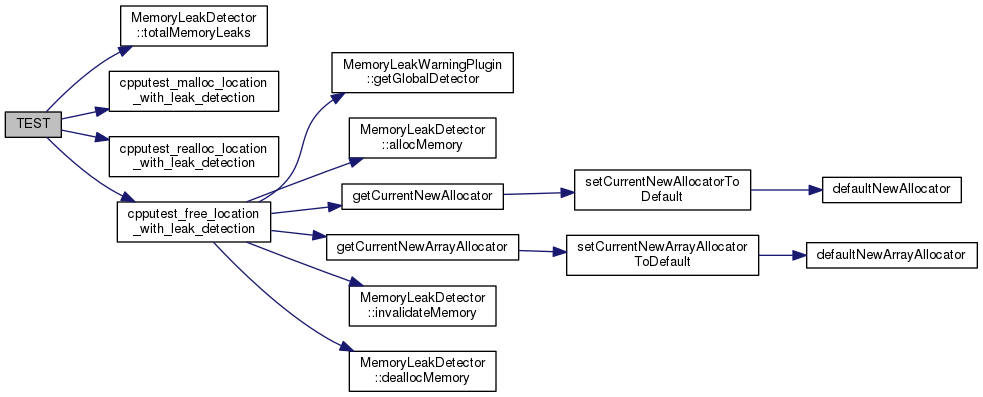 TEST
MemoryLeakDetector
::totalMemoryLeaks
cpputest_malloc_location
_with_leak_detection
cpputest_realloc_location
_with_leak_detection
cpputest_free_location
_with_leak_detection
MemoryLeakWarningPlugin
::getGlobalDetector
MemoryLeakDetector
::allocMemory
getCurrentNewAllocator
getCurrentNewArrayAllocator
MemoryLeakDetector
::invalidateMemory
MemoryLeakDetector
::deallocMemory
setCurrentNewAllocatorTo
Default
setCurrentNewArrayAllocator
ToDefault
defaultNewAllocator
defaultNewArrayAllocator